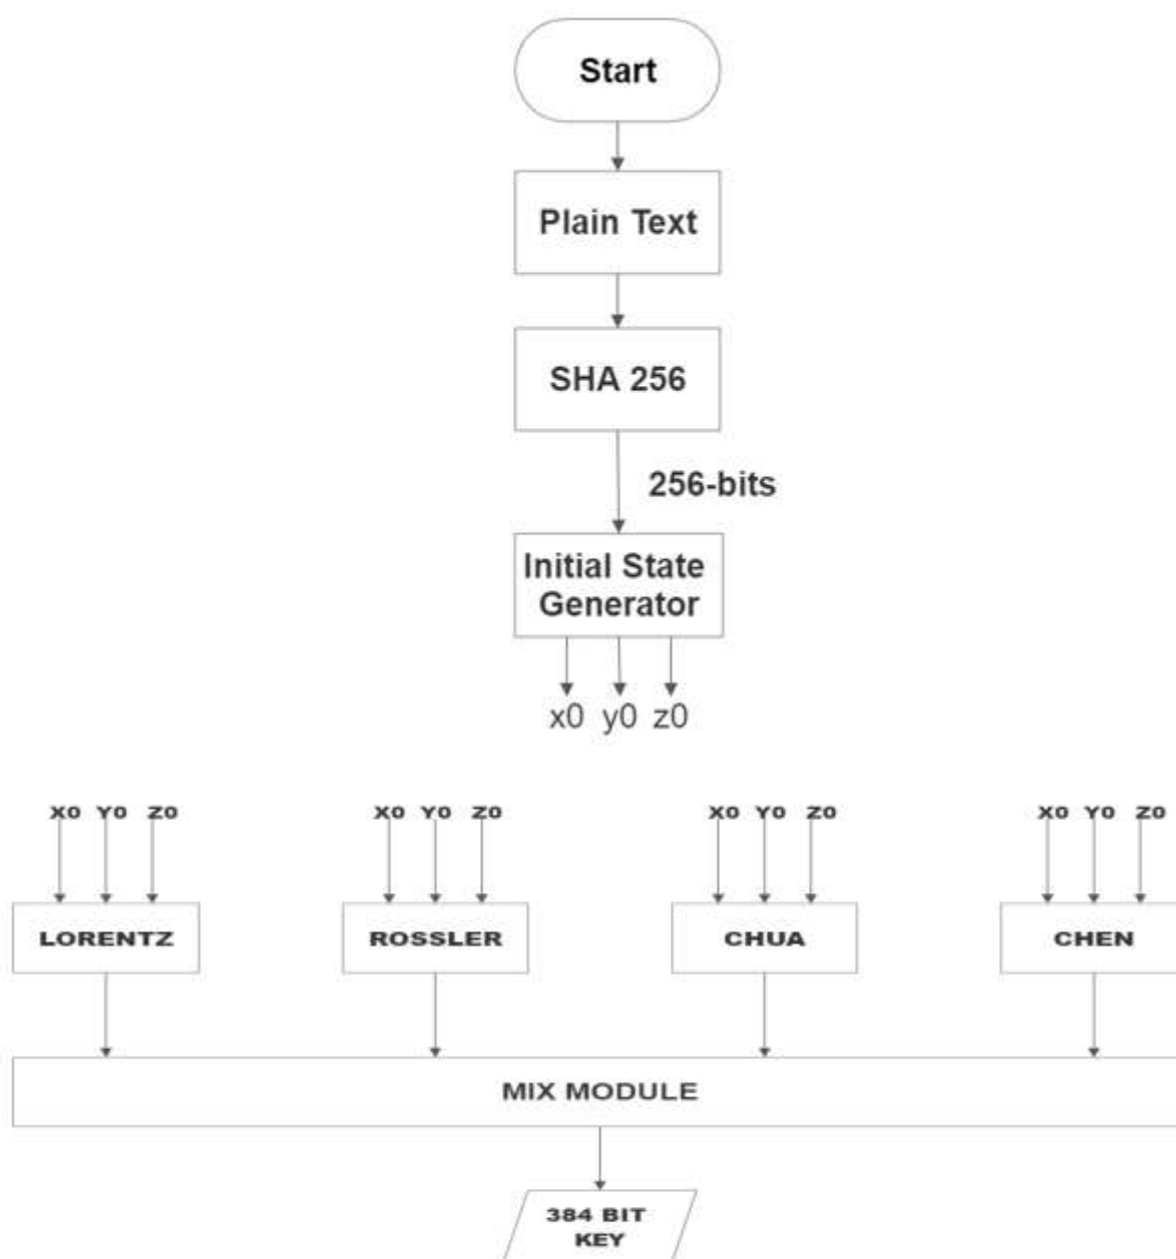 Start
Plain Text
SHA 256
256-bits
Initial State
Generator
x0 y0 z0
X0 Y0 Z0 X0 Y0 Z0 X0 Y0 Z0 X0 Y0 Z0
LORENTZ ROSSLER CHUA CHEN
MIX MODULE
384 BIT
KEY